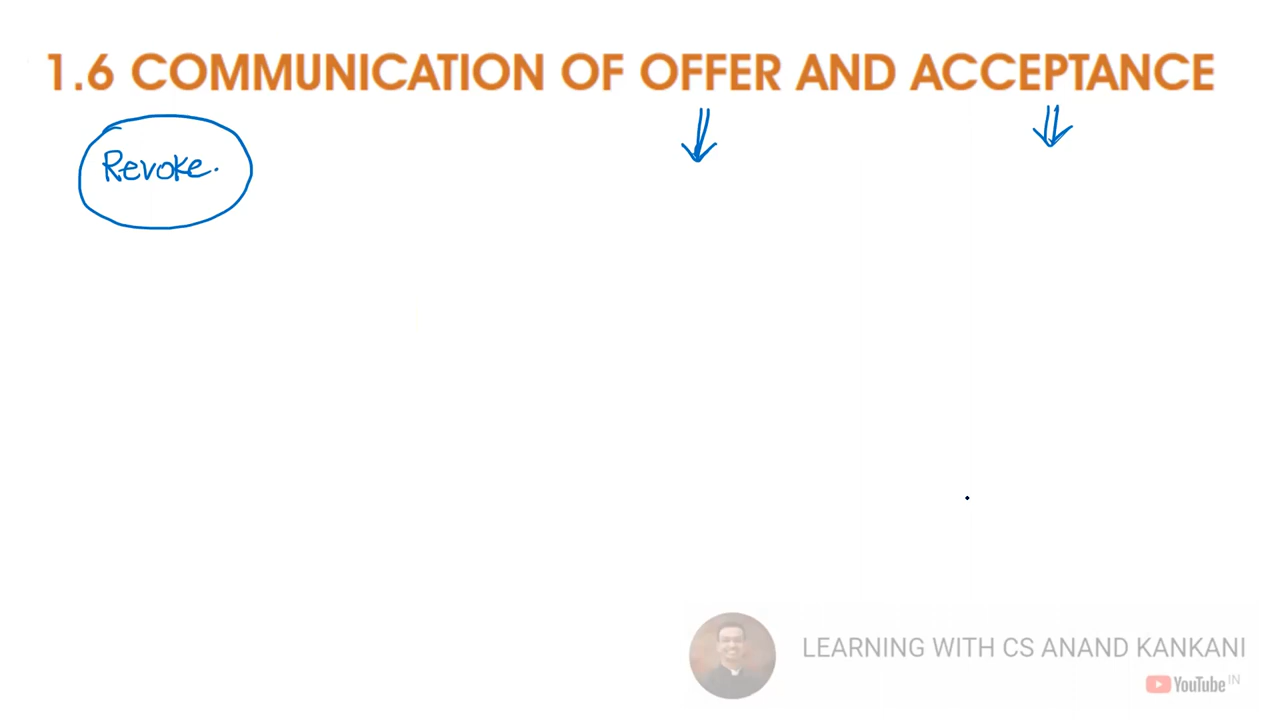 1.6 COMMUNICATION OF OFFER AND ACCEPTANCE
Revoke.
LEARNING WITH CS ANAND KANKANI
YouTube IN